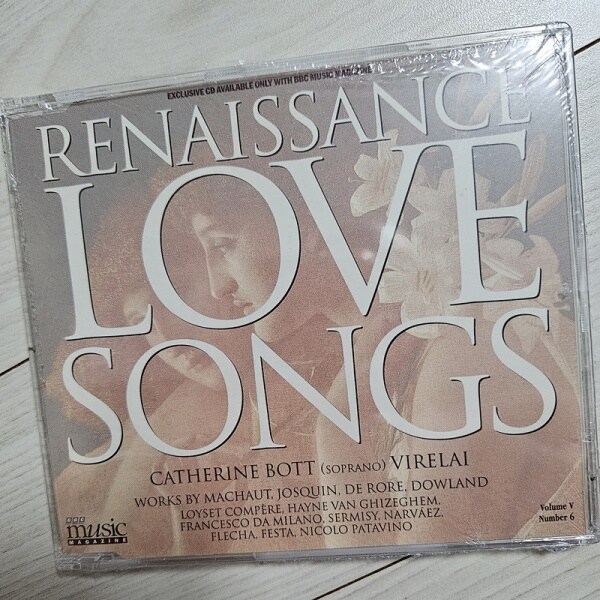 EXCLUSIVE CD AVAILABLE ONLY WITH BBC MUSIC MAGAZINE
RENAISSANCE
LOVE
SONGS
CATHERINE BOTT (SOPRANO) VIRELAI
WORKS BY MACHAUT, JOSQUIN, DE RORE, DOWLAND
LOYSET COMPÈRE, HAYNE VAN GHIZEGHEM,
FRANCESCO DA MILANO, SERMISY, NARVÁEZ,
FLECHA, FESTA, NICOLO PATAVINO
BBC
music
MAGAZINE
Volume V
Number 6